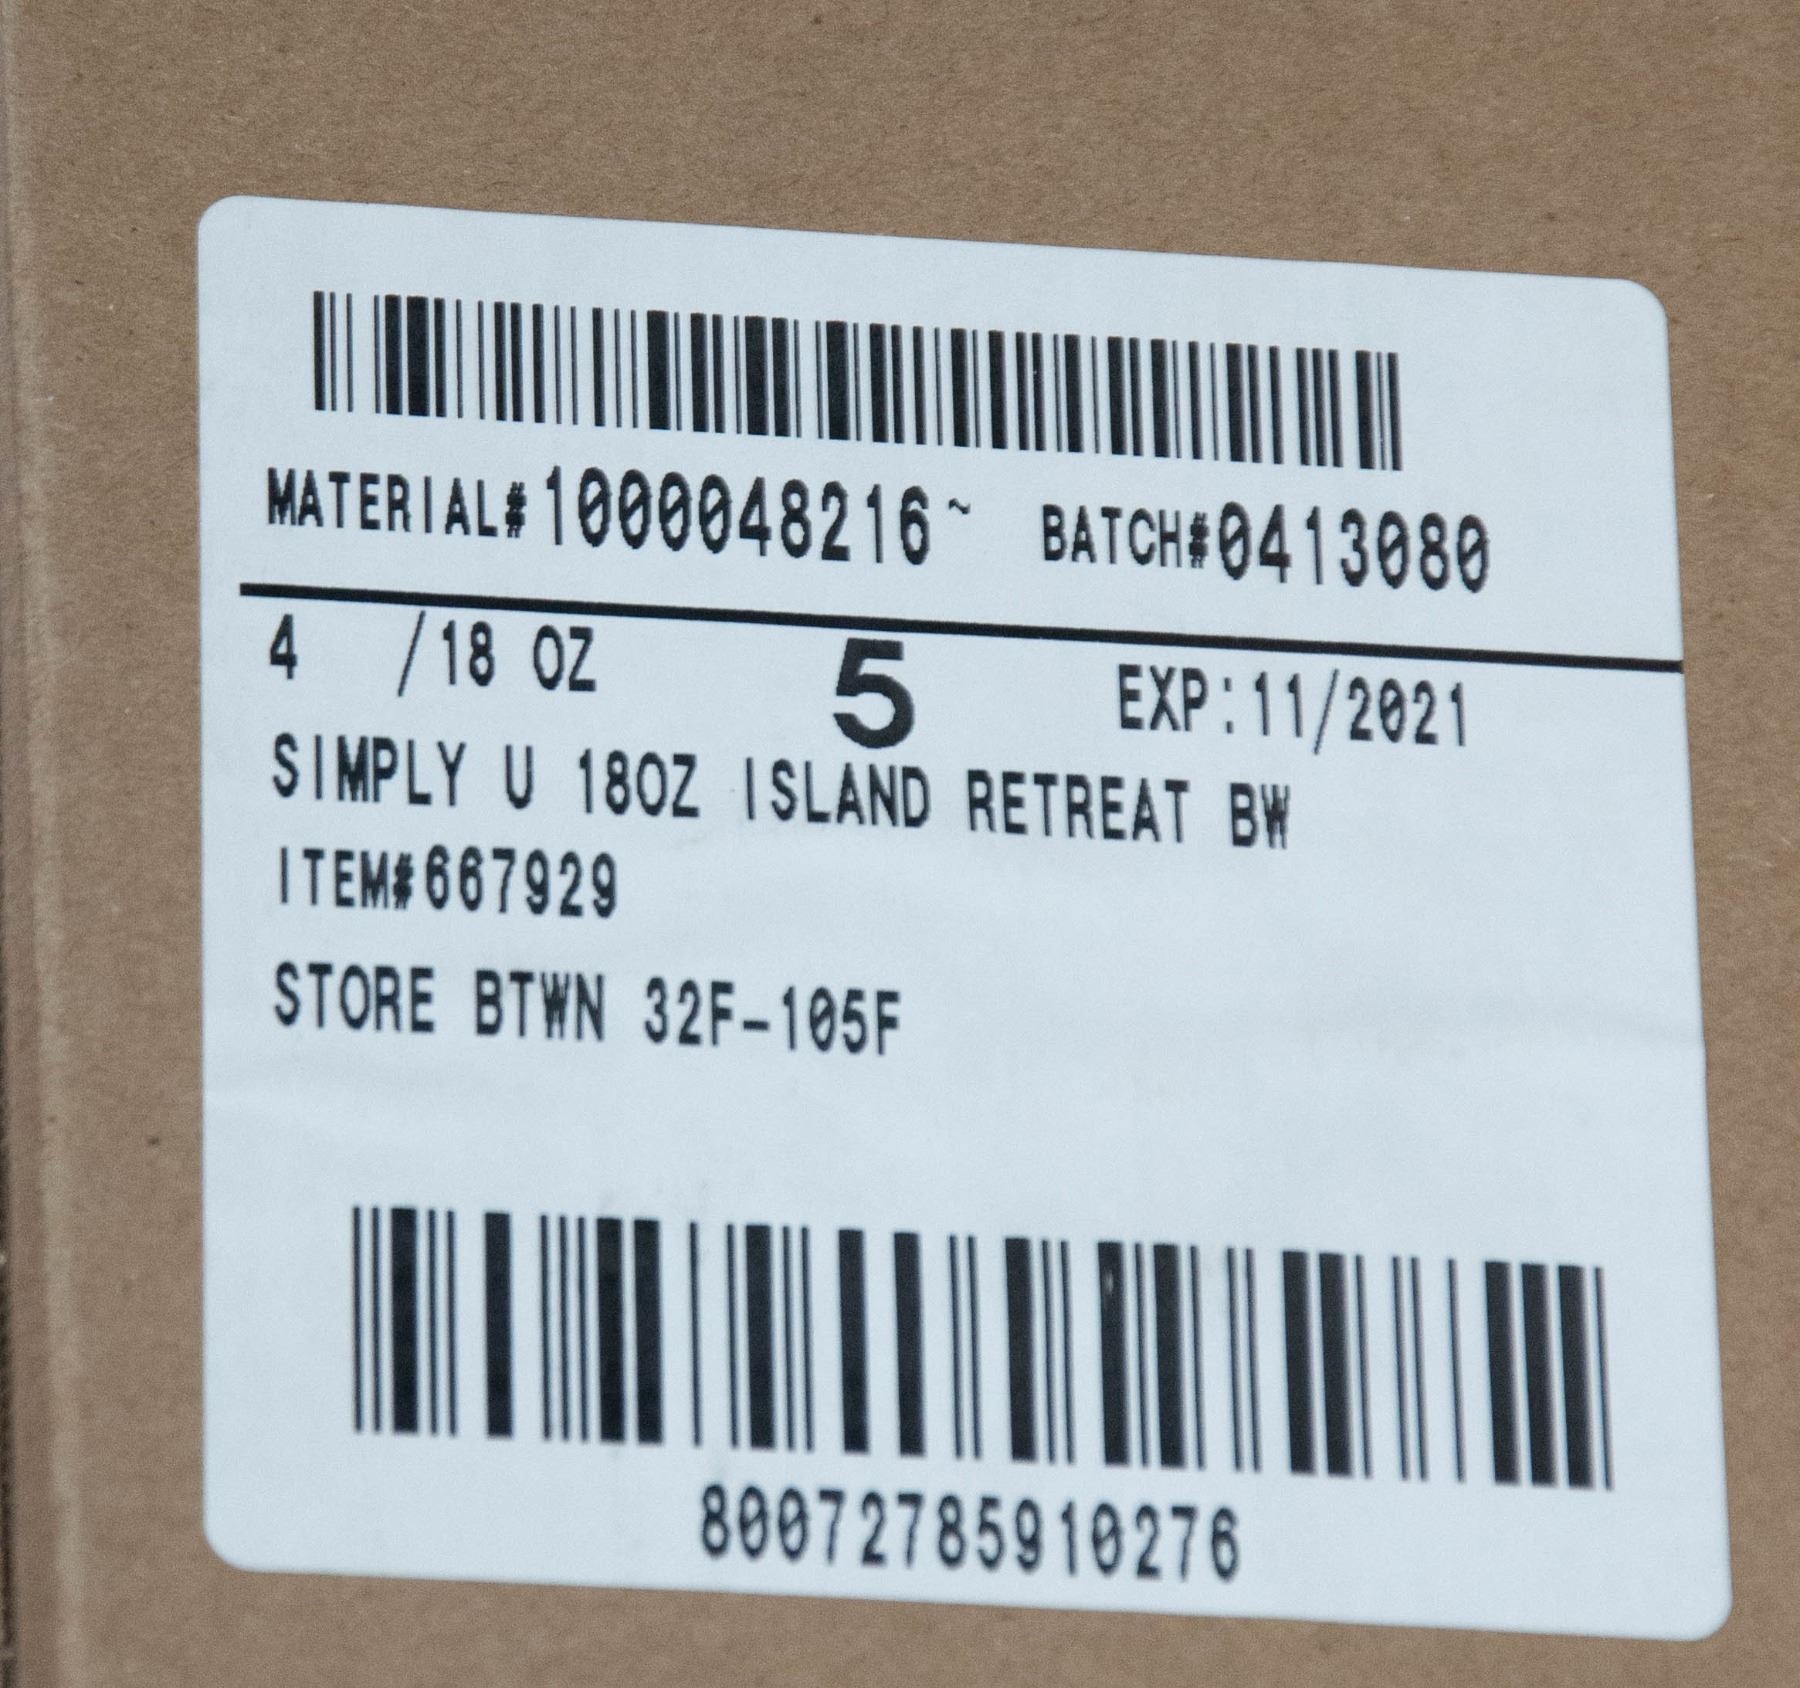 MATERIAL#1000048216~ BATCH#0413080
4 /18 OZ 5 EXP:11/2021
SIMPLY U 18OZ ISLAND RETREAT BW
ITEM#667929
STORE BTWN 32F-105F
80072785910276